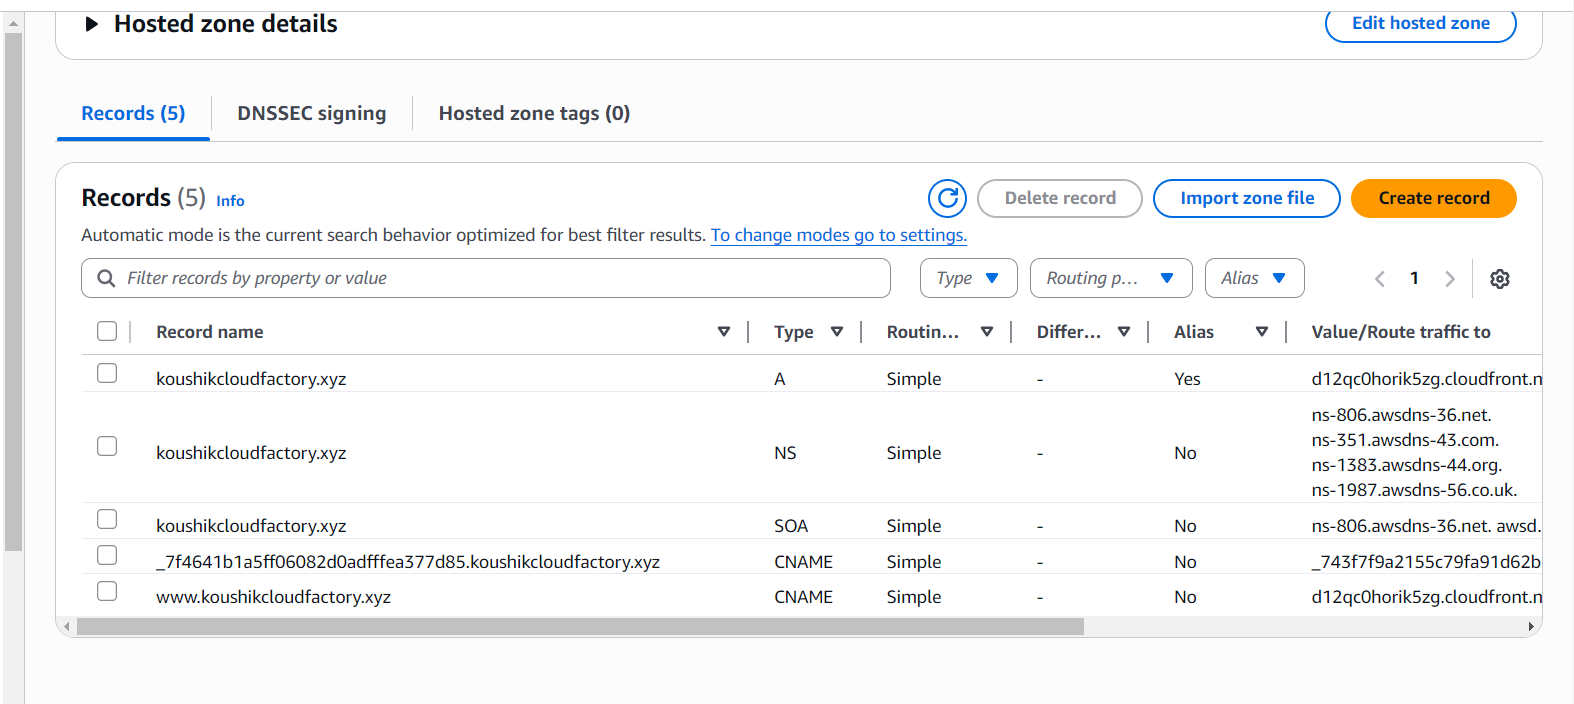 Hosted zone details
Edit hosted zone
Records (5)
DNSSEC signing
Hosted zone tags (0)
Records (5) Info
Delete record
Import zone file
Create record
Automatic mode is the current search behavior optimized for best filter results. To change modes go to settings.
Filter records by property or value
Type
Routing p...
Alias
1
Record name Type Routin... Differ... Alias Value/Route traffic to
koushikcloudfactory.xyz A Simple - Yes d12qc0horik5zg.cloudfront.n
koushikcloudfactory.xyz NS Simple - No
ns-806.awsdns-36.net.
ns-351.awsdns-43.com.
ns-1383.awsdns-44.org.
ns-1987.awsdns-56.co.uk.
koushikcloudfactory.xyz SOA Simple - No ns-806.awsdns-36.net. awsd.
_7f4641b1a5ff06082d0adfffea377d85.koushikcloudfactory.xyz CNAME Simple - No _743f7f9a2155c79fa91d62b
www.koushikcloudfactory.xyz CNAME Simple - No d12qc0horik5zg.cloudfront.n